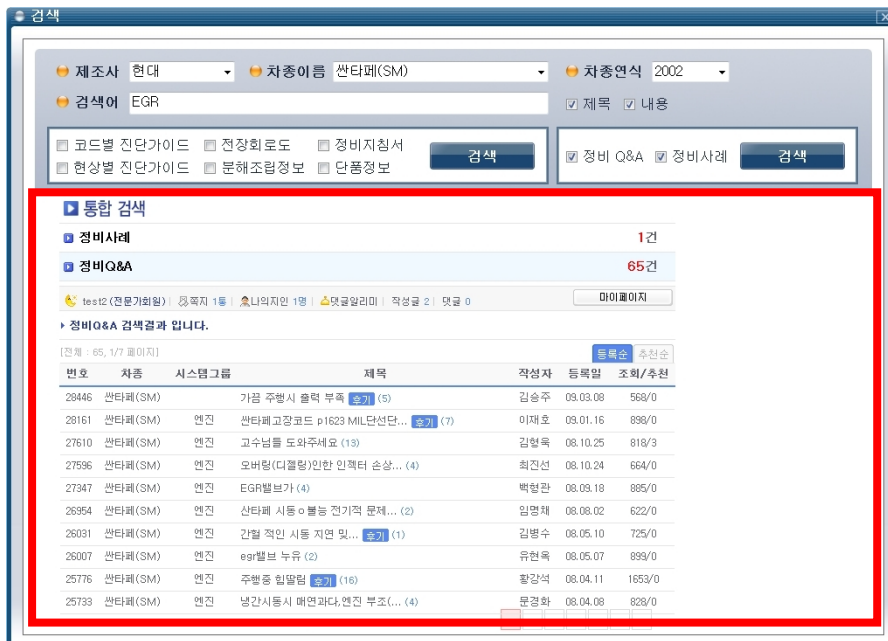 검색
제조사 현대 차종이름 싼타페(SM) 차종연식 2002
검색어 EGR 제목 내용
코드별 진단가이드 전장회로도 정비지침서
현상별 진단가이드 분해조립정보 단품정보
검색
정비 Q&A 정비사례 검색
통합 검색
정비사례 1건
정비Q&A 65건
test2 (전문가회원) | 쪽지 1통 | 나의지인 1명 | 댓글알리미 | 작성글 2 | 댓글 0 마이페이지
정비Q&A 검색결과 입니다.
[전체 : 65, 1/7 페이지] 등록순 추천순
번호 차종 시스템그룹 제목 작성자 등록일 조회/추천
28446 싼타페(SM) 가끔 주행시 출력 부족 후기 (5) 김승주 09.03.08 568/0
28161 싼타페(SM) 엔진 싼타페고장코드 p1623 MIL단선단... 후기 (7) 이재호 09.01.16 898/0
27610 싼타페(SM) 엔진 고수님들 도와주세요 (13) 김형욱 08.10.25 818/3
27596 싼타페(SM) 엔진 오버링(디젤링)인한 인젝터 손상... (4) 최진선 08.10.24 664/0
27347 싼타페(SM) 엔진 EGR밸브가 (4) 백형관 08.09.18 885/0
26954 싼타페(SM) 엔진 산타페 시동ㅇ불능 전기적 문제... (2) 임명채 08.08.02 622/0
26031 싼타페(SM) 엔진 간헐 적인 시동 지연 및... 후기 (1) 김병수 08.05.10 725/0
26007 싼타페(SM) 엔진 egr밸브 누유 (2) 유현옥 08.05.07 899/0
25776 싼타페(SM) 엔진 주행중 힘딸림 후기 (16) 황강석 08.04.11 1653/0
25733 싼타페(SM) 엔진 냉간시동시 매연과다,엔진 부조(... (4) 문경화 08.04.08 828/0